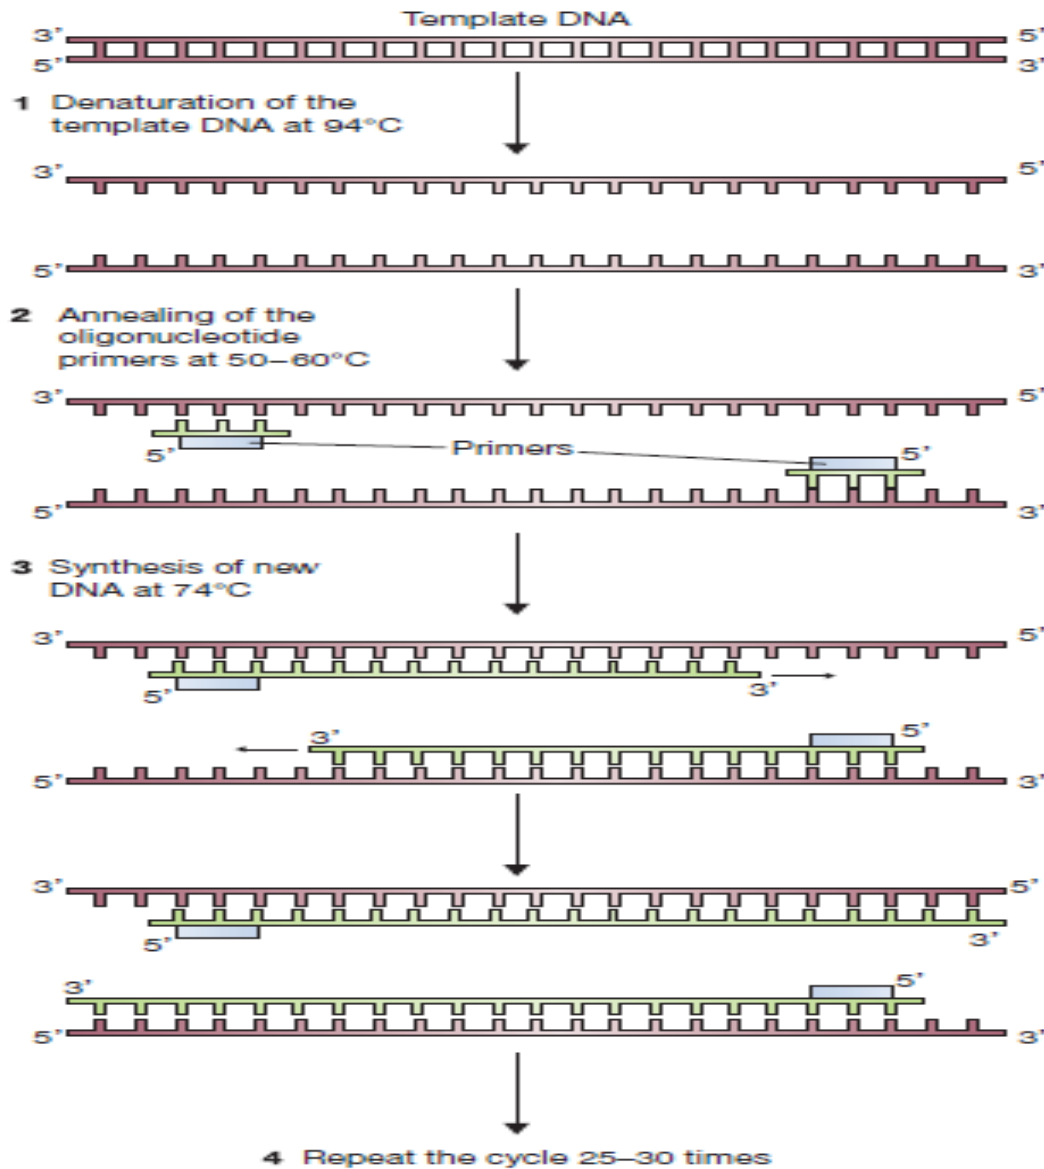 Template DNA
3’ 5’
5’ 3’
1 Denaturation of the
template DNA at 94°C
3’ 5’
5’ 3’
2 Annealing of the
oligonucleotide
primers at 50–60°C
3’ 5’
5’ Primers 5’
5’ 3’
3 Synthesis of new
DNA at 74°C
3’ 5’
5’ 3’
3’ 5’
5’ 3’
3’ 5’
5’ 3’
3’ 5’
5’ 3’
4 Repeat the cycle 25–30 times